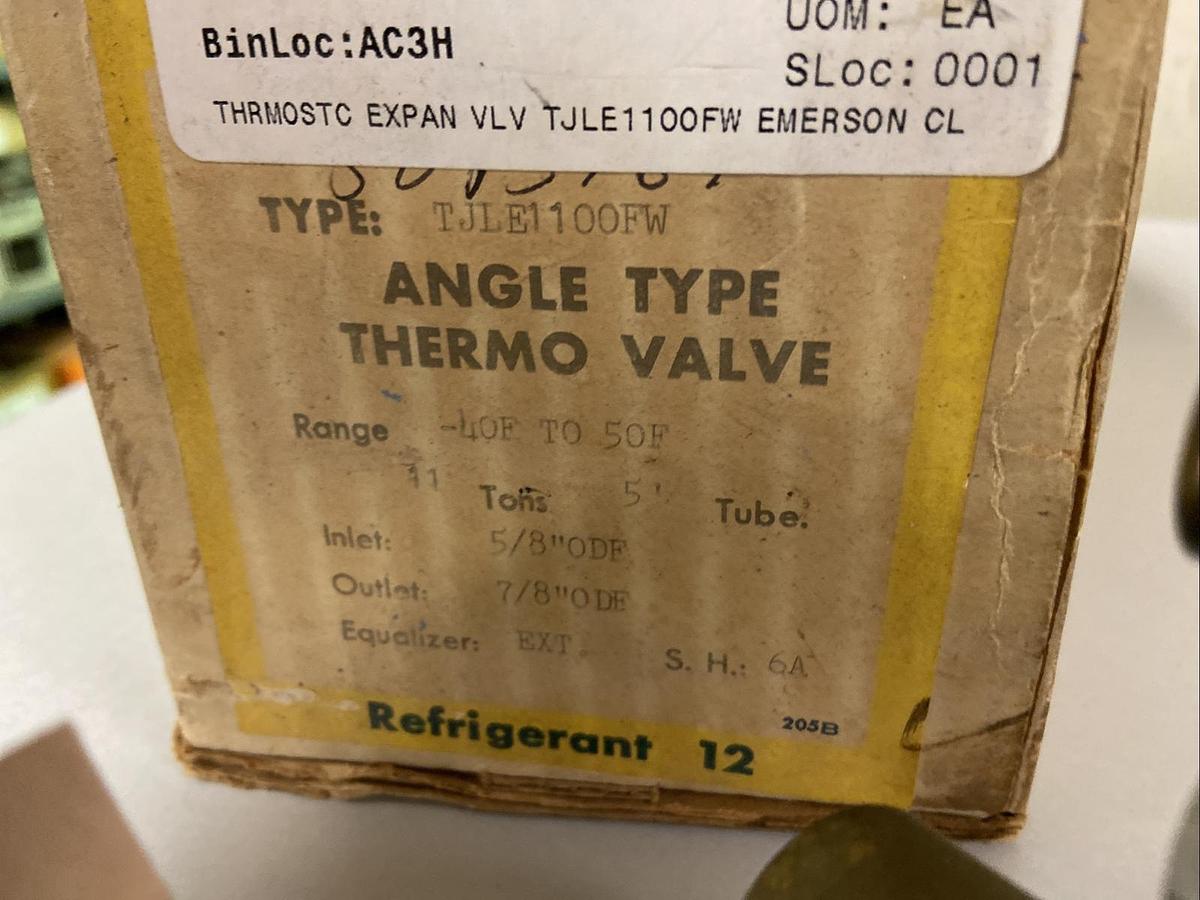 UOM: EA
BinLoc:AC3H
SLoc: 0001
THRMOSTC EXPAN VLV TJLE1100FW EMERSON CL
TYPE: TJLE1100FW
ANGLE TYPE
THERMO VALVE
Range -40F TO 50F
11 Tons 5' Tube.
Inlet: 5/8"ODF
Outlet: 7/8"ODF
Equalizer: EXT.
S. H.: 6A
205B
Refrigerant 12